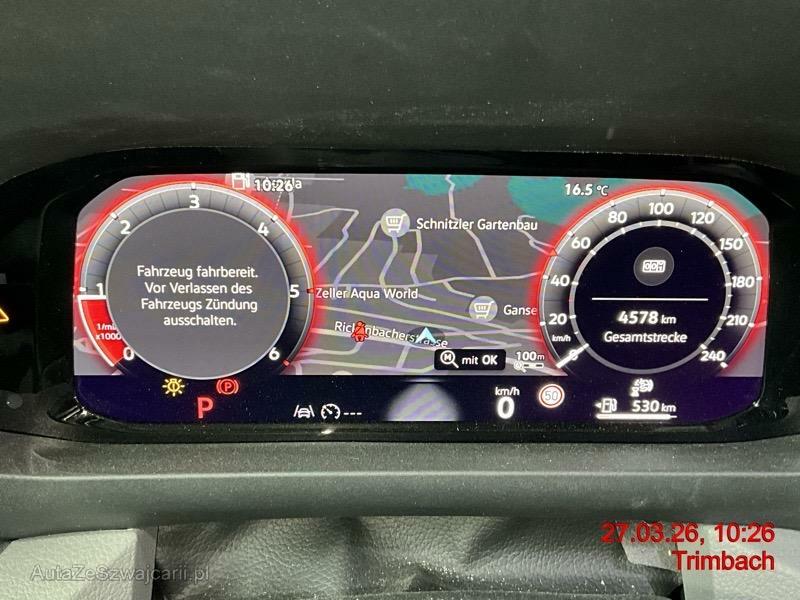 10:26
16.5 °C
Schnitzler Gartenbau
Zeller Aqua World
Ganse
100 m
mit OK
Fahrzeug fahrbereit.
Vor Verlassen des
Fahrzeugs Zündung
ausschalten.
0 1 2 3 4 5 6
1/min
x1000
0 20 40 60 80 100 120 150 180 210 240
4578 km
Gesamtstrecke
P
P
---
km/h
0
50
530 km
27.03.26, 10:26
Trimbach
AutaZeSzwajcarii.pl